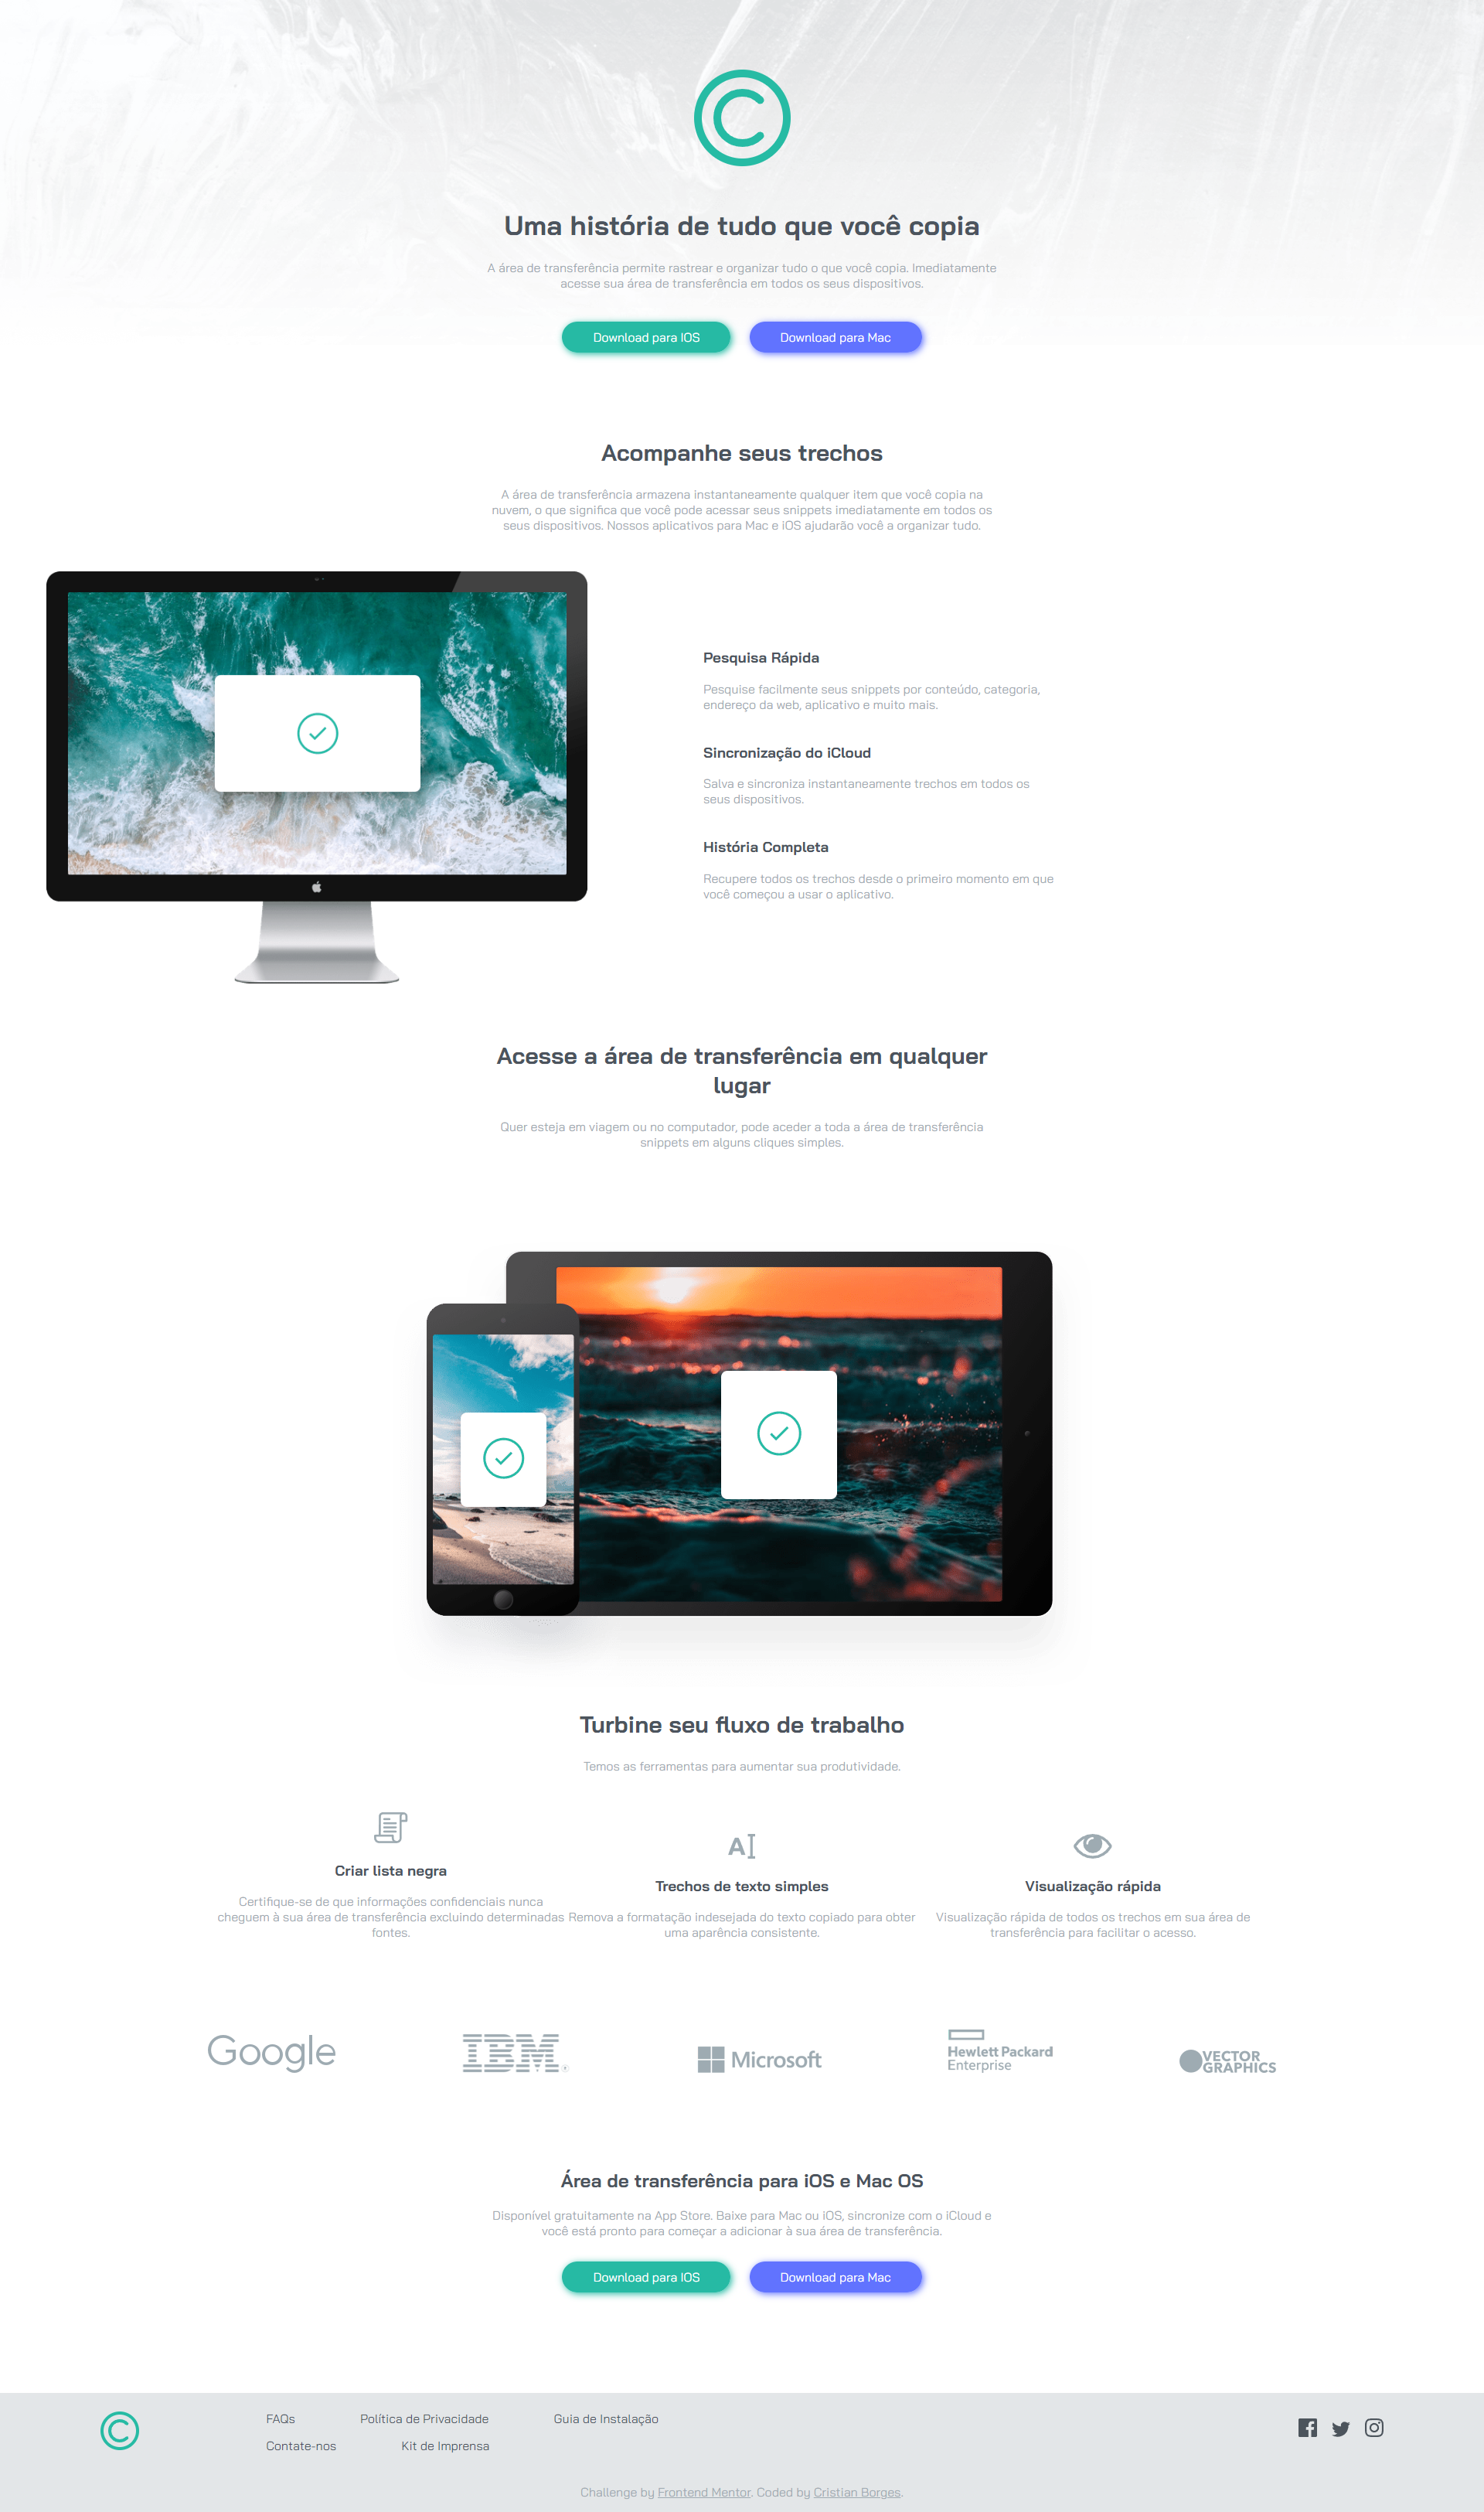 Uma história de tudo que você copia
A área de transferência permite rastrear e organizar tudo o que você copia. Imediatamente
acesse sua área de transferência em todos os seus dispositivos.
Download para IOS
Download para Mac
Acompanhe seus trechos
A área de transferência armazena instantaneamente qualquer item que você copia na
nuvem, o que significa que você pode acessar seus snippets imediatamente em todos os
seus dispositivos. Nossos aplicativos para Mac e iOS ajudarão você a organizar tudo.
Pesquisa Rápida
Pesquise facilmente seus snippets por conteúdo, categoria,
endereço da web, aplicativo e muito mais.
Sincronização do iCloud
Salva e sincroniza instantaneamente trechos em todos os
seus dispositivos.
História Completa
Recupere todos os trechos desde o primeiro momento em que
você começou a usar o aplicativo.
Acesse a área de transferência em qualquer
lugar
Quer esteja em viagem ou no computador, pode aceder a toda a área de transferência
snippets em alguns cliques simples.
Turbine seu fluxo de trabalho
Temos as ferramentas para aumentar sua produtividade.
Criar lista negra
Certifique-se de que informações confidenciais nunca
cheguem à sua área de transferência excluindo determinadas
fontes.
Trechos de texto simples
Remova a formatação indesejada do texto copiado para obter
uma aparência consistente.
Visualização rápida
Visualização rápida de todos os trechos em sua área de
transferência para facilitar o acesso.
Google
IBM
Microsoft
Hewlett Packard
Enterprise
VECTOR
GRAPHICS
Área de transferência para iOS e Mac OS
Disponível gratuitamente na App Store. Baixe para Mac ou iOS, sincronize com o iCloud e
você está pronto para começar a adicionar à sua área de transferência.
Download para IOS
Download para Mac
FAQs
Política de Privacidade
Guia de Instalação
Contate-nos
Kit de Imprensa
Challenge by Frontend Mentor. Coded by Cristian Borges.